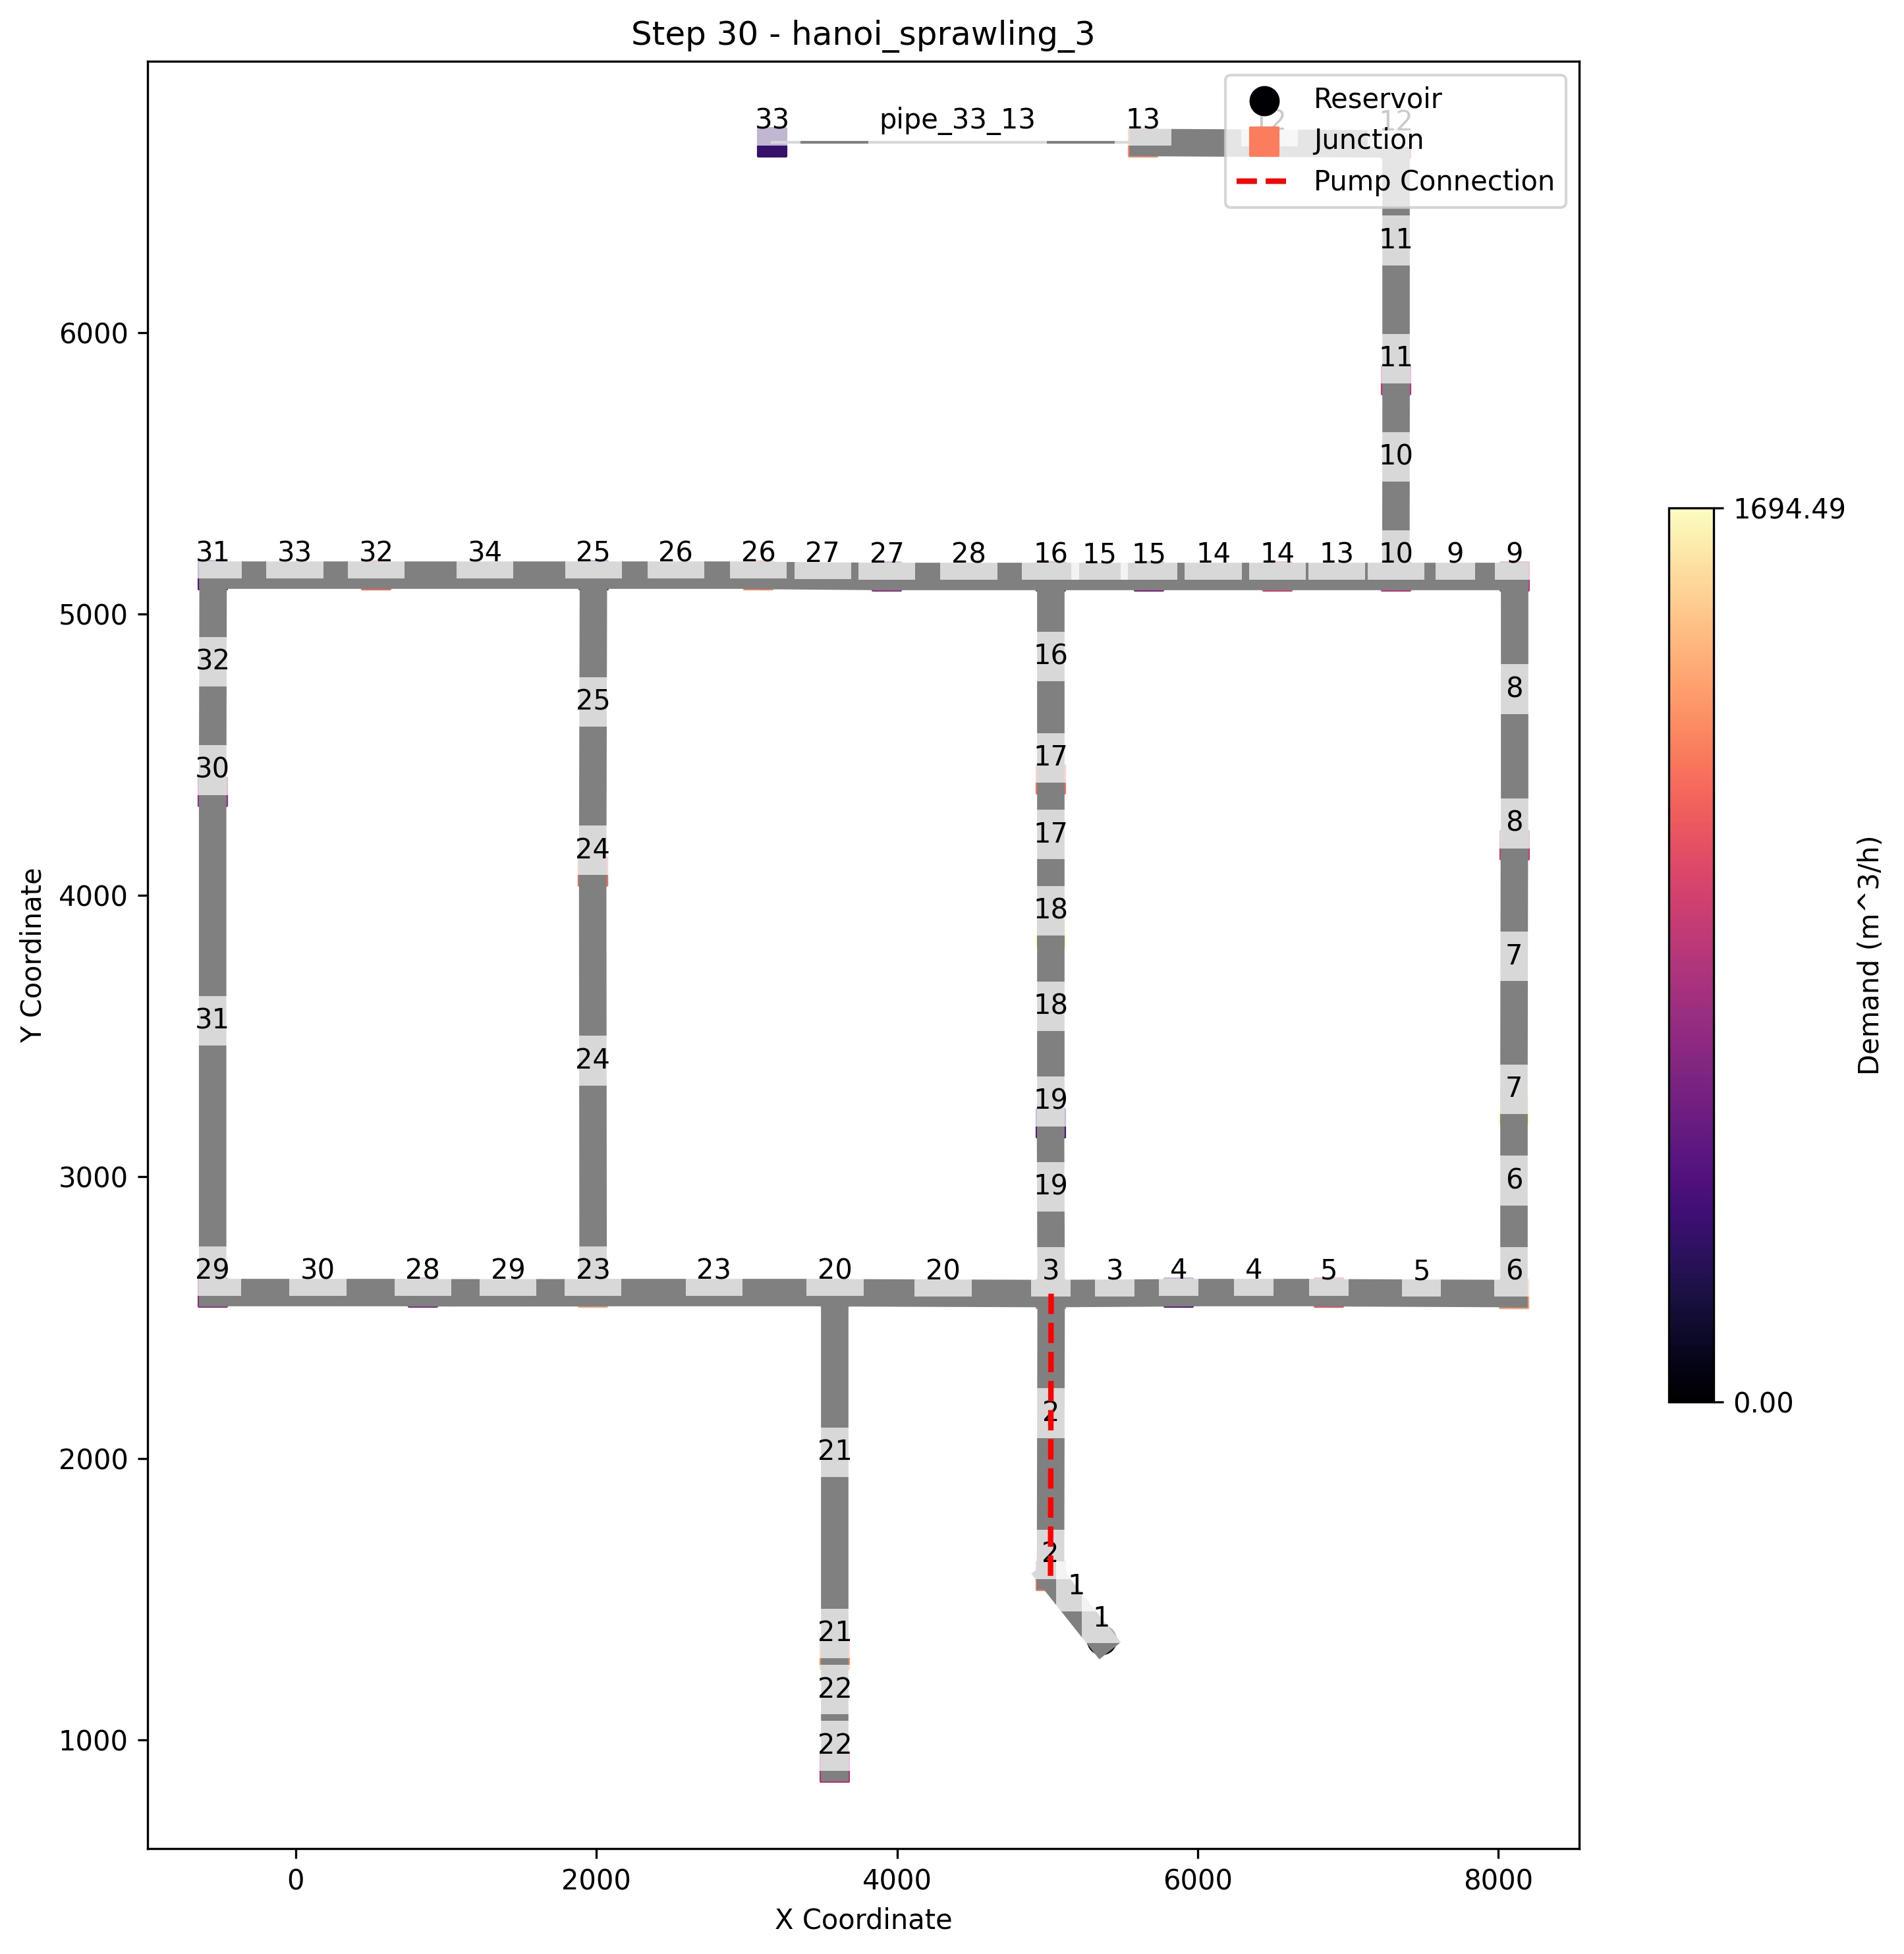 Step 30 - hanoi_sprawling_3
33 pipe_33_13 13 12 12
Reservoir
Junction
Pump Connection
11
6000
11
10
31 33 32 34 25 26 26 27 27 28 16 15 15 14 14 13 10 9 9
5000
32 25 16 8
30 24 17 17 8
4000
18 7
31 24 18 7
19
3000
19 6
29 30 28 29 23 23 20 20 3 3 4 4 5 5 6
2
2000
21
2
1
1
21
22
22
1000
0 2000 4000 6000 8000
X Coordinate
Y Coordinate
1694.49
0.00
Demand (m^3/h)